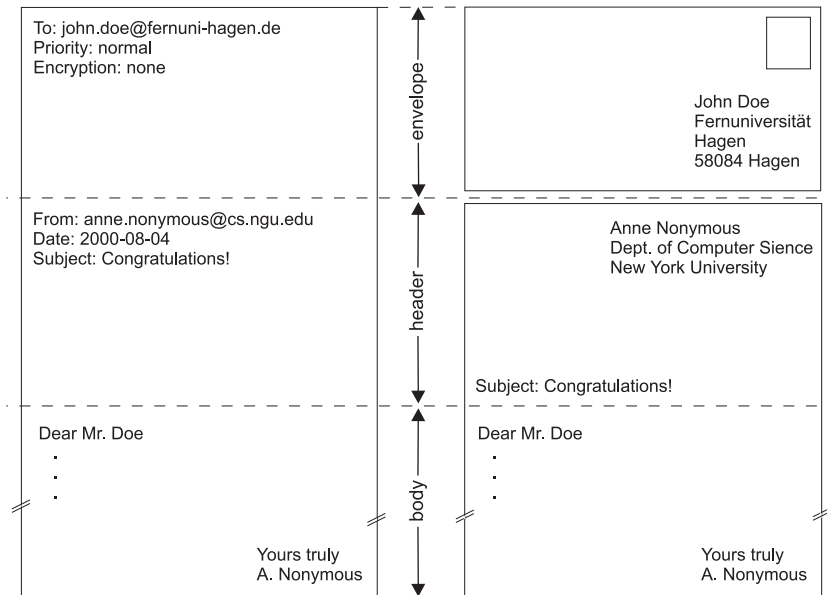 To: john.doe@fernuni-hagen.de
Priority: normal
Encryption: none
envelope
John Doe
Fernuniversität
Hagen
58084 Hagen
From: anne.nonymous@cs.ngu.edu
Date: 2000-08-04
Subject: Congratulations!
header
Anne Nonymous
Dept. of Computer Sience
New York University
Subject: Congratulations!
Dear Mr. Doe
.
.
.
Yours truly
A. Nonymous
body
Dear Mr. Doe
.
.
.
Yours truly
A. Nonymous